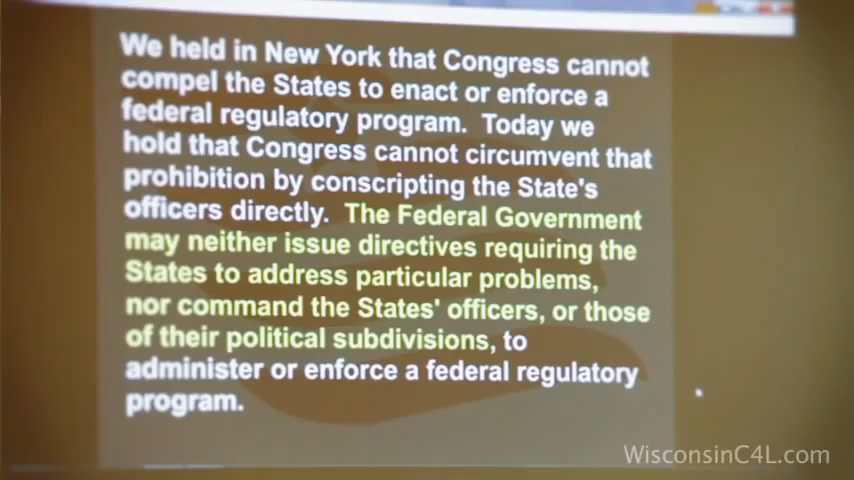 We held in New York that Congress cannot
compel the States to enact or enforce a
federal regulatory program. Today we
hold that Congress cannot circumvent that
prohibition by conscripting the State's
officers directly. The Federal Government
may neither issue directives requiring the
States to address particular problems,
nor command the States' officers, or those
of their political subdivisions, to
administer or enforce a federal regulatory
program.
WisconsinC4L.com